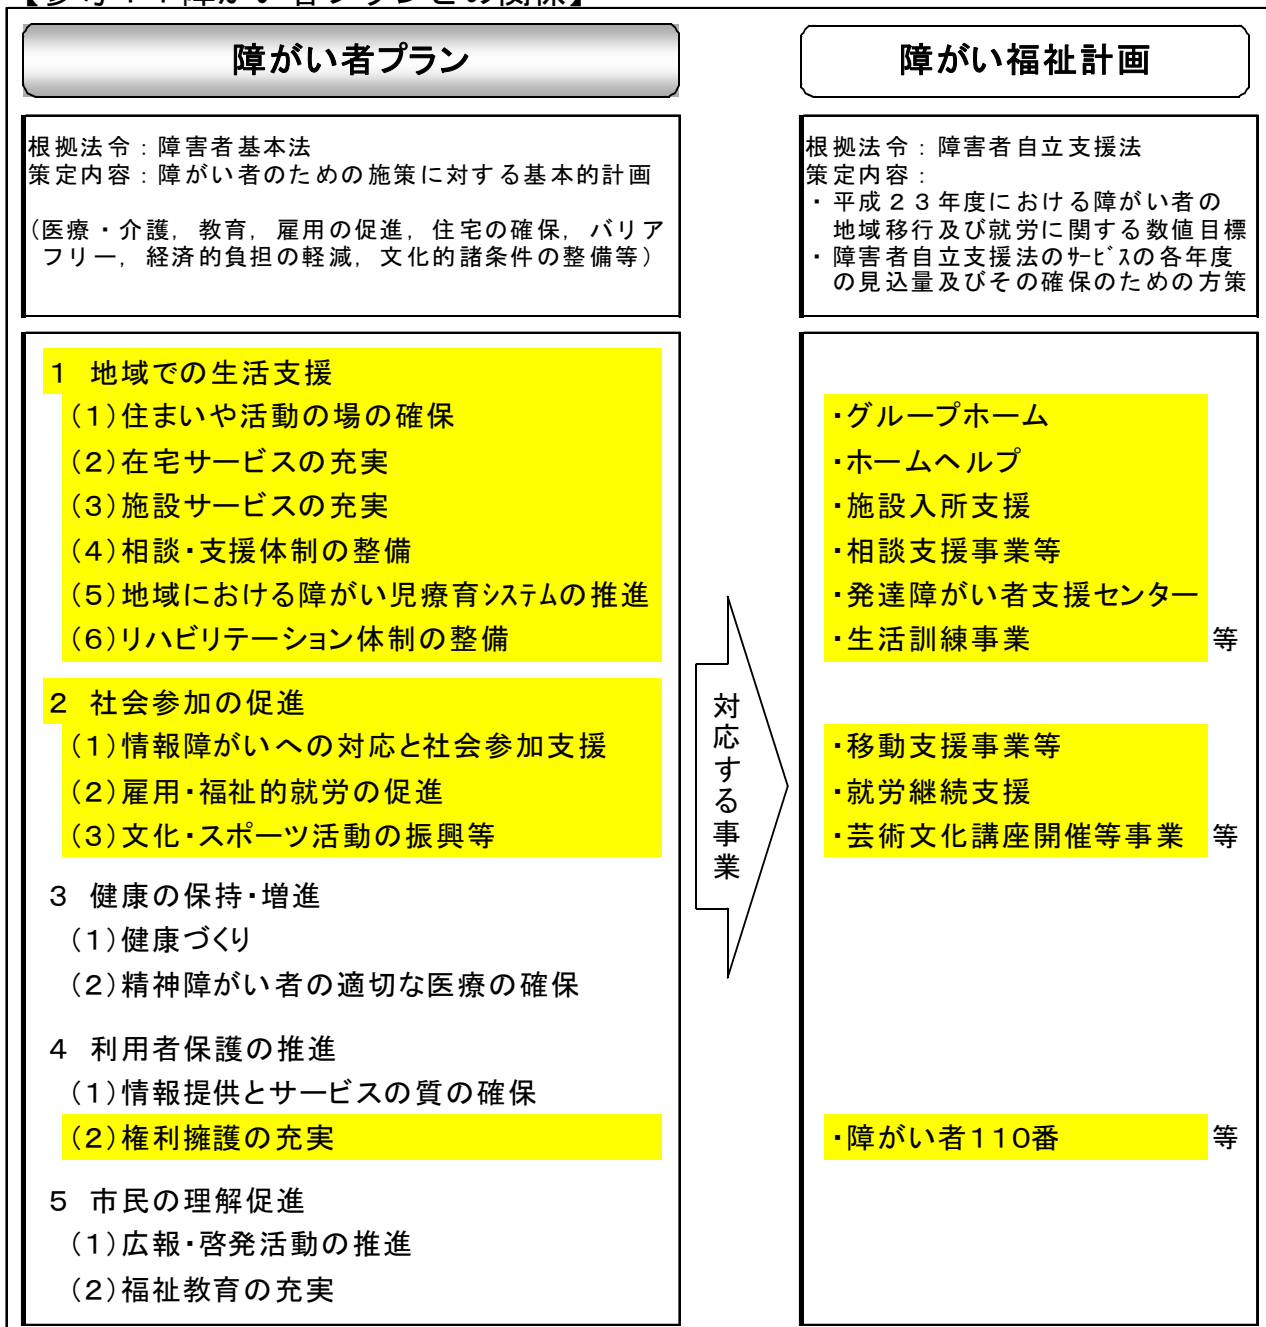 障がい者プランとの関係】
障がい者プラン
根拠法令：障害者基本法
策定内容：障がい者のための施策に対する基本的計画
（医療・介護，教育，雇用の促進，住宅の確保，バリア
フリー，経済的負担の軽減，文化的諸条件の整備等）
１　地域での生活支援
（１）住まいや活動の場の確保
（２）在宅サービスの充実
（３）施設サービスの充実
（４）相談・支援体制の整備
（５）地域における障がい児療育ｼｽﾃﾑの推進
（６）リハビリテーション体制の整備
２　社会参加の促進
（１）情報障がいへの対応と社会参加支援
（２）雇用・福祉的就労の促進
（３）文化・スポーツ活動の振興等
３　健康の保持・増進
（１）健康づくり
（２）精神障がい者の適切な医療の確保
４　利用者保護の推進
（１）情報提供とサービスの質の確保
（２）権利擁護の充実
５　市民の理解促進
（１）広報・啓発活動の推進
（２）福祉教育の充実
対応する事業
障がい福祉計画
根拠法令：障害者自立支援法
策定内容：
・平成２３年度における障がい者の
地域移行及び就労に関する数値目標
・障害者自立支援法のｻｰﾋﾞｽの各年度
の見込量及びその確保のための方策
・グループホーム
・ホームヘルプ
・施設入所支援
・相談支援事業等
・発達障がい者支援センター
・生活訓練事業　等
・移動支援事業等
・就労継続支援
・芸術文化講座開催等事業　等
・障がい者１１０番　等